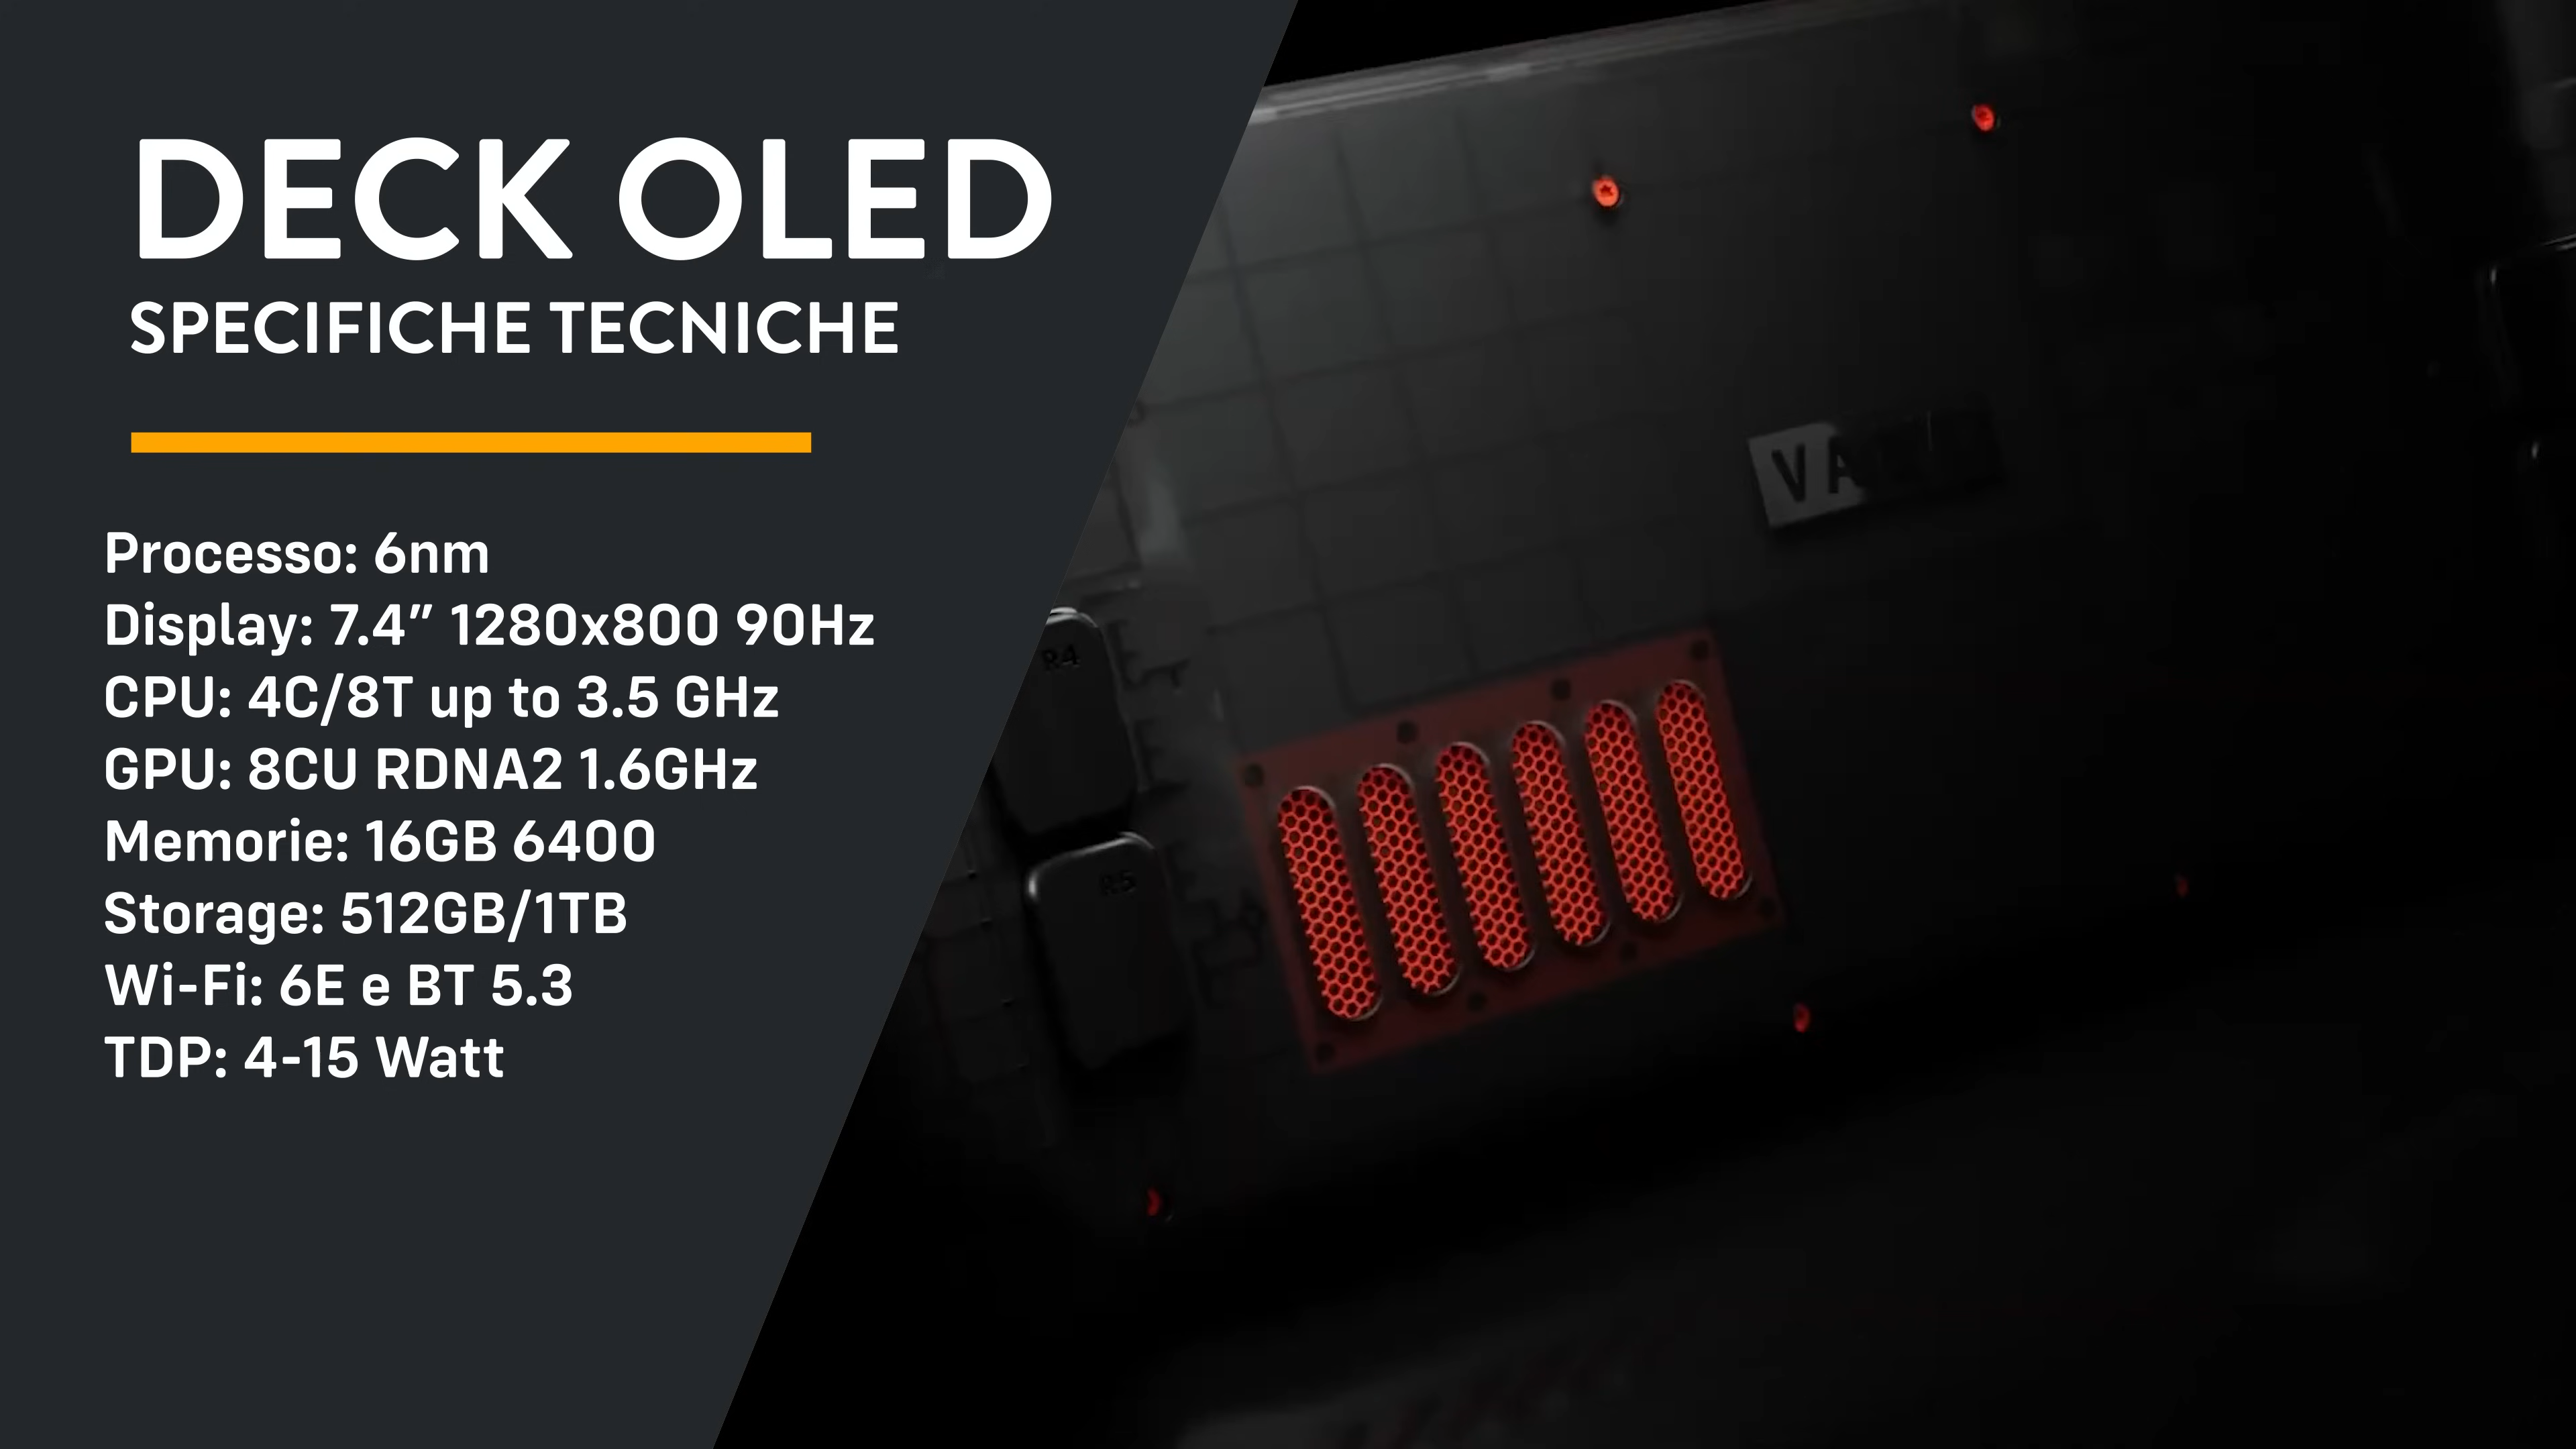 DECK OLED
SPECIFICHE TECNICHE
Processo: 6nm
Display: 7.4” 1280x800 90Hz
CPU: 4C/8T up to 3.5 GHz
GPU: 8CU RDNA2 1.6GHz
Memorie: 16GB 6400
Storage: 512GB/1TB
Wi-Fi: 6E e BT 5.3
TDP: 4-15 Watt
R4
R5